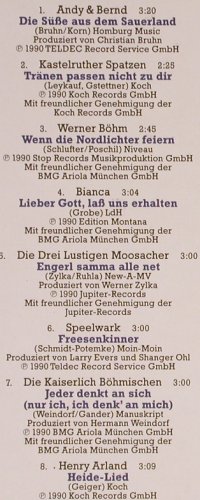 1. Andy & Bernd 3:20
Die Süße aus dem Sauerland
(Bruhn/Korn) Homburg Music
Produziert von Christian Bruhn
℗ 1990 TELDEC Record Service GmbH
2. Kastelruther Spatzen 2:25
Tränen passen nicht zu dir
(Leykauf, Gstettner) Koch
℗ 1990 Koch Records GmbH
Mit freundlicher Genehmigung der
Koch Records GmbH
3. Werner Böhm 2:45
Wenn die Nordlichter feiern
(Schäufter/Poschil) Niveau
℗ 1990 Stop Records Musikproduktion GmbH
Mit freundlicher Genehmigung der
BMG Ariola München GmbH
4. Bianca 3:04
Lieber Gott, laß uns erhalten
(Grobe) LdH
℗ 1990 Edition Montana
Mit freundlicher Genehmigung der
BMG Ariola München GmbH
5. Die Drei Lustigen Moosacher 3:00
Engerl samma alle net
(Zylka/Ruhla) New-A-MV
Produziert von Werner Zylka
℗ 1990 Jupiter-Records
Mit freundlicher Genehmigung der
Jupiter-Records
6. Speelwark 3:00
Freesenkinner
(Schmidt-Potemke) Moin-Moin
Produziert von Larry Evers und Shanger Ohl
℗ 1990 Teldec Record Service GmbH
7. Die Kaiserlich Böhmischen 3:00
Jeder denkt an sich
(nur ich, ich denk' an mich)
(Weindorf/Gander) Manuskript
Produziert von Hermann Weindorf
℗ 1990 BMG Ariola München GmbH
Mit freundlicher Genehmigung der
BMG Ariola München GmbH
8. Henry Arland 3:09
Heide-Lied
(Geiger) Koch
℗ 1990 Koch Records GmbH